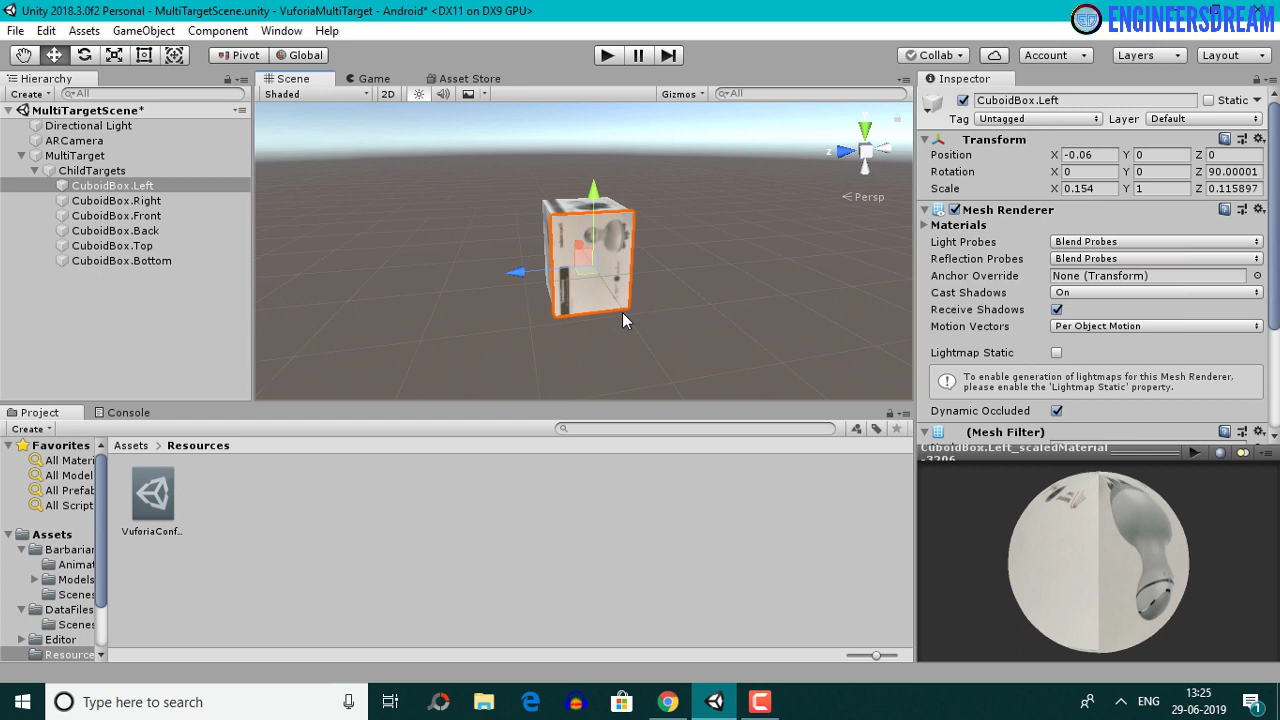 Unity 2018.3.0f2 Personal - MultiTargetScene.unity - VuforiaMultiTarget - Android* <DX11 on DX9 GPU>
ENGINEERSDREAM
File Edit Assets GameObject Component Window Help
Pivot Global Collab Account Layers Layout
Hierarchy
Create All
MultiTargetScene*
Directional Light
ARCamera
MultiTarget
ChildTargets
CuboidBox.Left
CuboidBox.Right
CuboidBox.Front
CuboidBox.Back
CuboidBox.Top
CuboidBox.Bottom
Scene Game Asset Store
Shaded 2D Gizmos All
y
z
Persp
Inspector
CuboidBox.Left Static
Tag Untagged Layer Default
Transform
Position X -0.06 Y 0 Z 0
Rotation X 0 Y 0 Z 90.00001
Scale X 0.154 Y 1 Z 0.115897
Mesh Renderer
Materials
Light Probes Blend Probes
Reflection Probes Blend Probes
Anchor Override None (Transform)
Cast Shadows On
Receive Shadows
Motion Vectors Per Object Motion
Lightmap Static
To enable generation of lightmaps for this Mesh Renderer, please enable the 'Lightmap Static' property.
Dynamic Occluded
(Mesh Filter)
CuboidBox.Left_scaledMaterial
-3206
Project Console
Create
Favorites
All Materi
All Model
All Prefab
All Script
Assets
Barbarian
Animat
Models
Scenes
DataFiles
Scenes
Editor
Resource
Assets > Resources
VuforiaConf...
Type here to search
ENG
13:25
29-06-2019
1